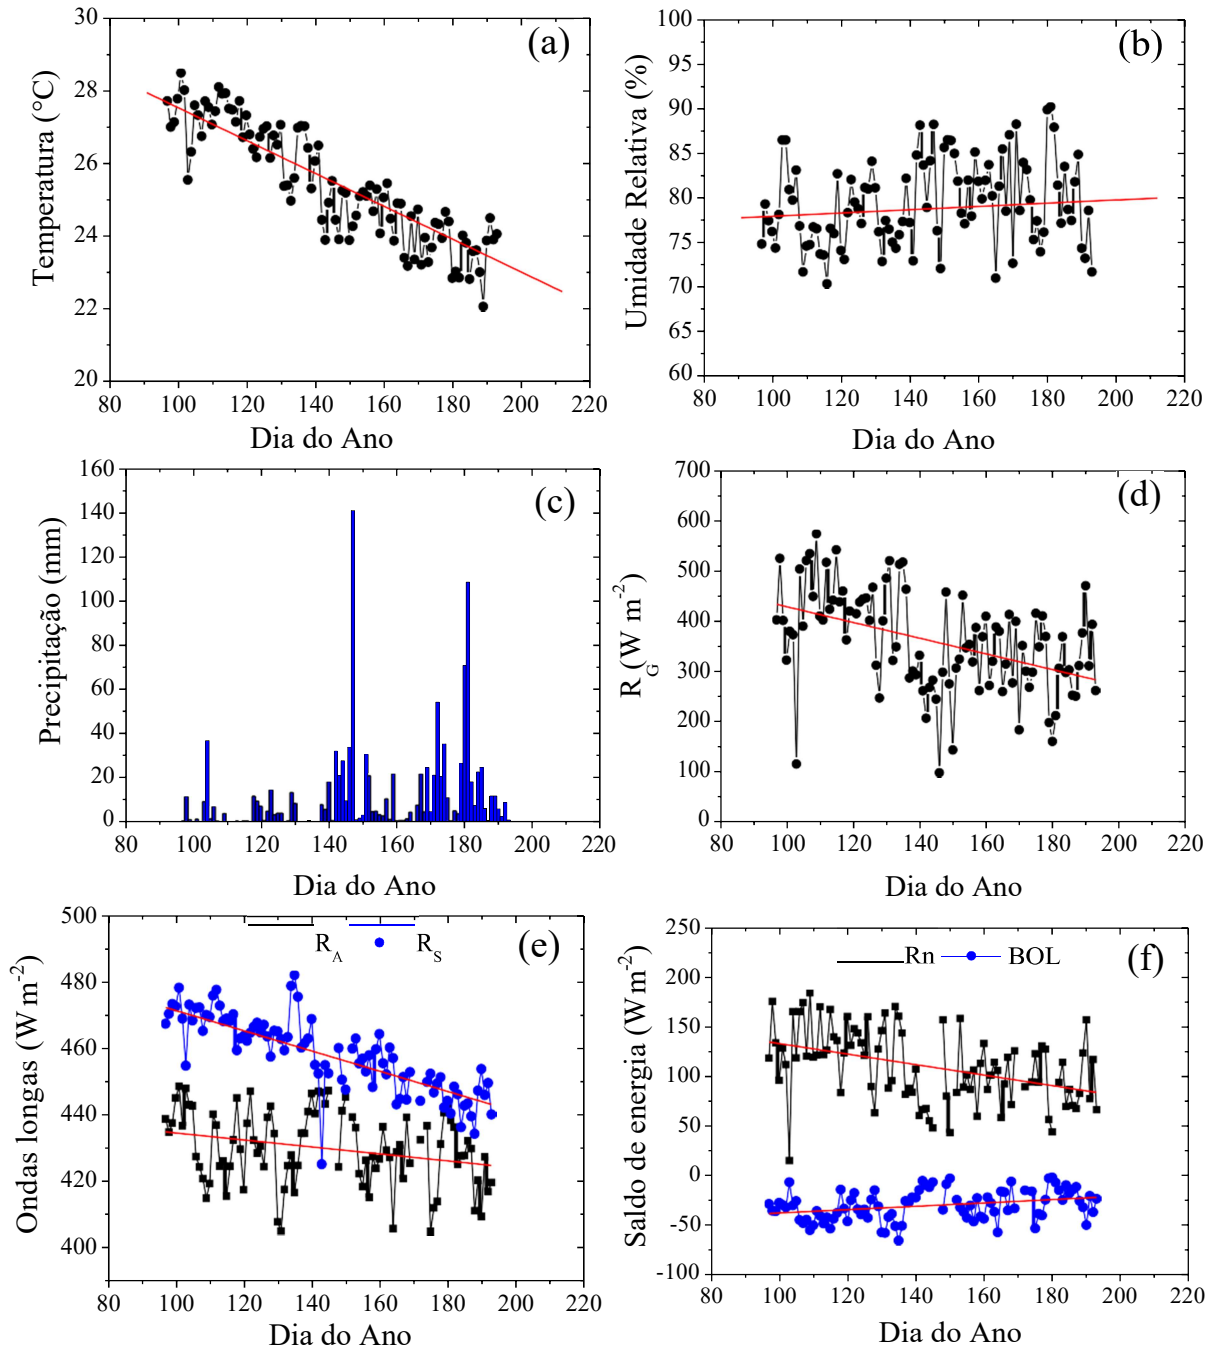 30
28
26
24
22
20
Temperatura (°C)
(a)
80 100 120 140 160 180 200 220
Dia do Ano
100
95
90
85
80
75
70
65
60
Umidade Relativa (%)
(b)
80 100 120 140 160 180 200 220
Dia do Ano
160
140
120
100
80
60
40
20
0
Precipitação (mm)
(c)
80 100 120 140 160 180 200 220
Dia do Ano
700
600
500
400
300
200
100
0
R_G (W m⁻²)
(d)
80 100 120 140 160 180 200 220
Dia do Ano
500
480
460
440
420
400
Ondas longas (W m⁻²)
R_A R_S
(e)
80 100 120 140 160 180 200 220
Dia do Ano
250
200
150
100
50
0
-50
-100
Saldo de energia (W m⁻²)
Rn BOL
(f)
80 100 120 140 160 180 200 220
Dia do Ano